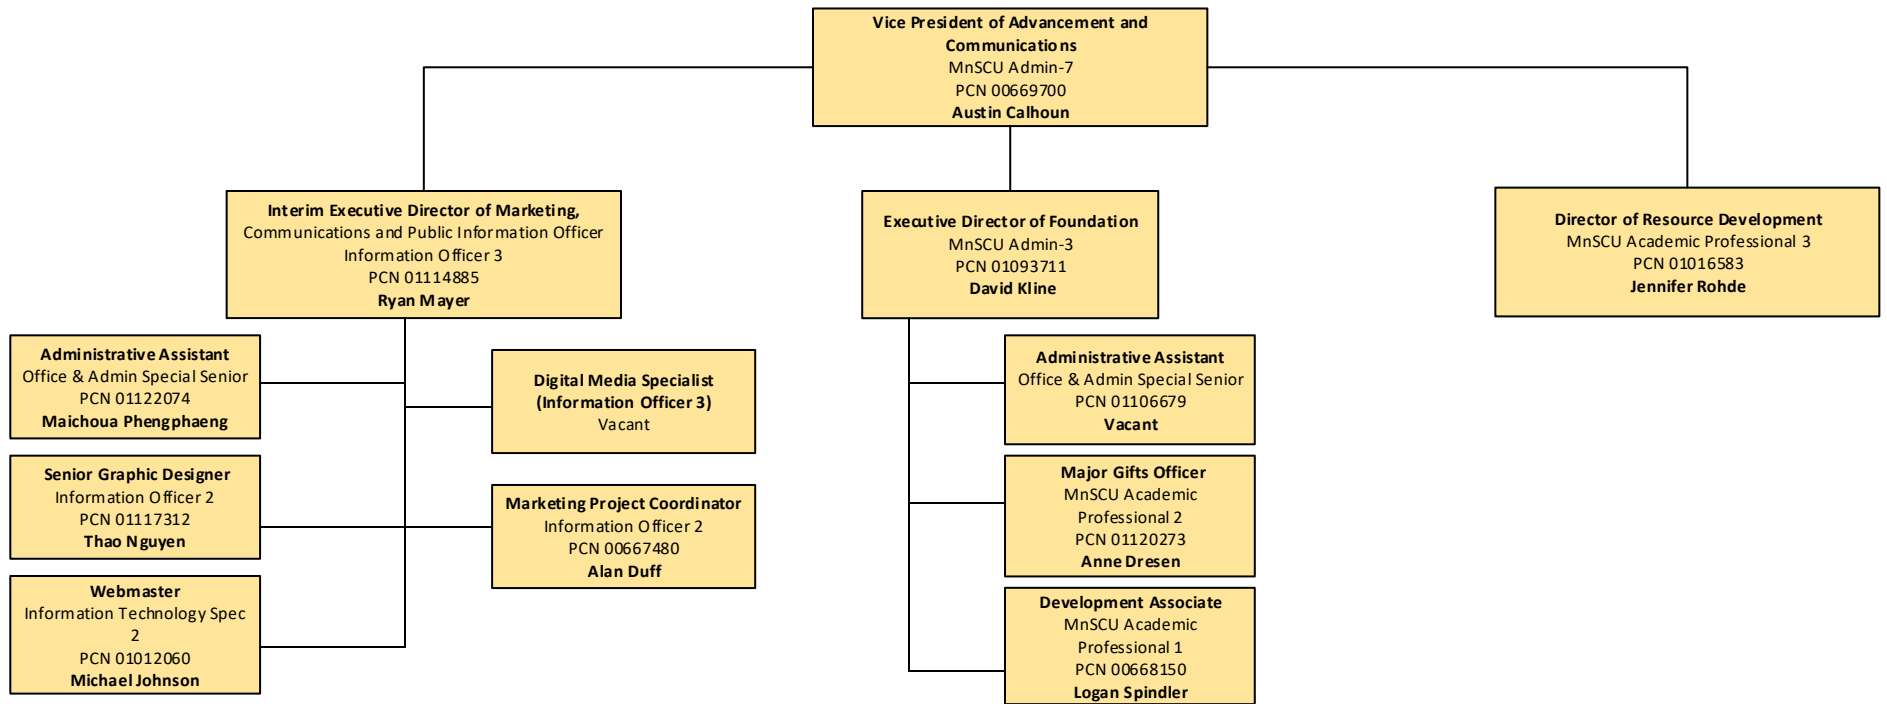 Vice President of Advancement and
Communications
MnSCU Admin-7
PCN 00669700
Austin Calhoun
Interim Executive Director of Marketing,
Communications and Public Information Officer
Information Officer 3
PCN 01114885
Ryan Mayer
Executive Director of Foundation
MnSCU Admin-3
PCN 01093711
David Kline
Director of Resource Development
MnSCU Academic Professional 3
PCN 01016583
Jennifer Rohde
Administrative Assistant
Office & Admin Special Senior
PCN 01122074
Maichoua Phengphaeng
Digital Media Specialist
(Information Officer 3)
Vacant
Senior Graphic Designer
Information Officer 2
PCN 01117312
Thao Nguyen
Marketing Project Coordinator
Information Officer 2
PCN 00667480
Alan Duff
Webmaster
Information Technology Spec
2
PCN 01012060
Michael Johnson
Administrative Assistant
Office & Admin Special Senior
PCN 01106679
Vacant
Major Gifts Officer
MnSCU Academic
Professional 2
PCN 01120273
Anne Dresen
Development Associate
MnSCU Academic
Professional 1
PCN 00668150
Logan Spindler